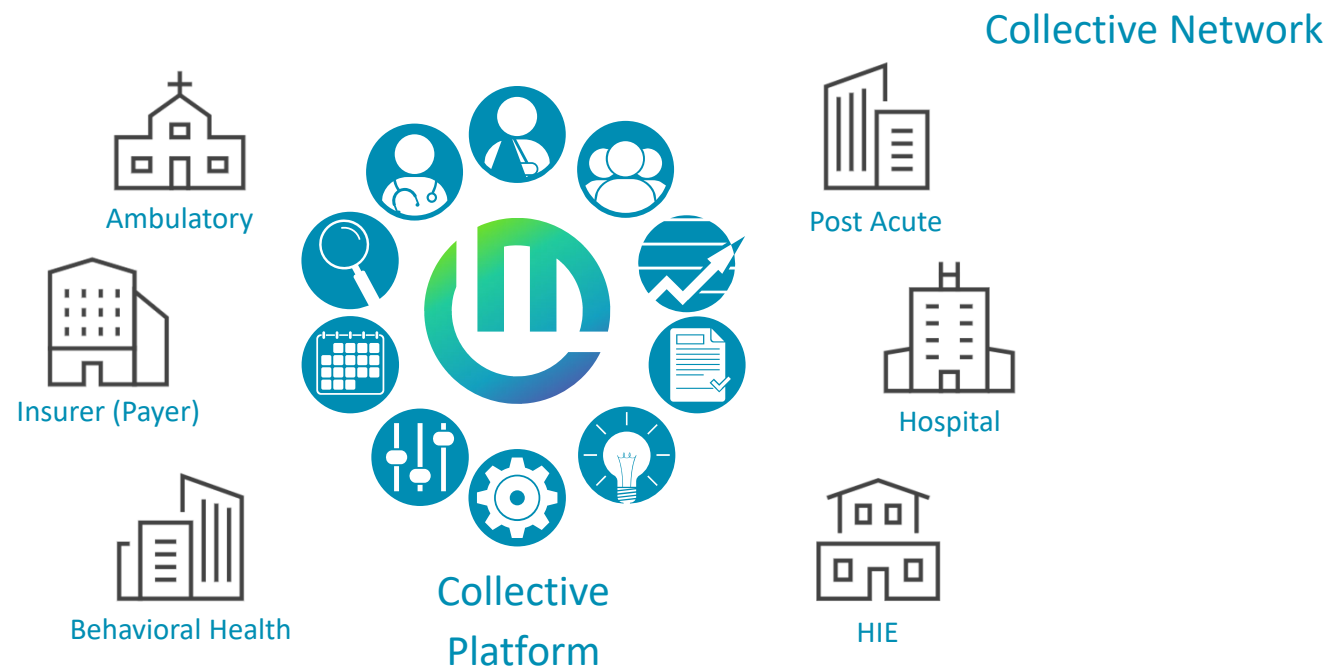 Collective Network
Ambulatory
Post Acute
Insurer (Payer)
Hospital
Behavioral Health
HIE
Collective
Platform